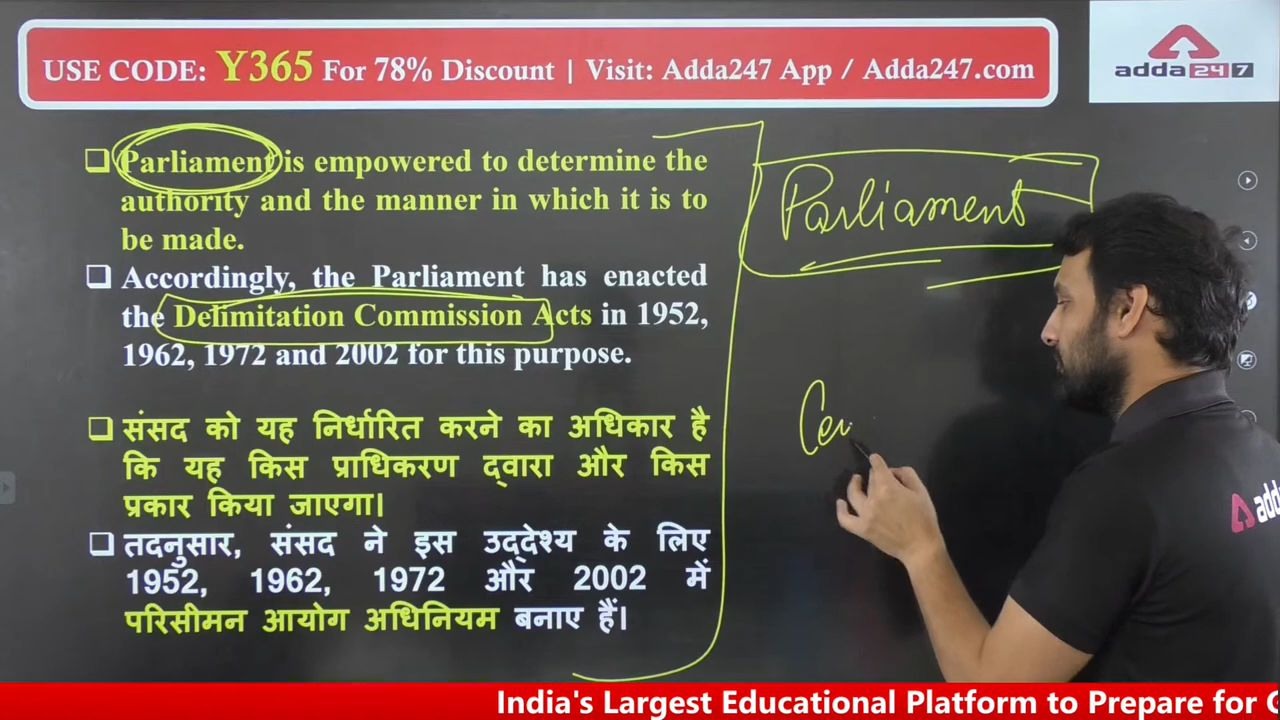 USE CODE: Y365 For 78% Discount | Visit: Adda247 App / Adda247.com
adda247
Parliament is empowered to determine the
authority and the manner in which it is to
be made.
Accordingly, the Parliament has enacted
the Delimitation Commission Acts in 1952,
1962, 1972 and 2002 for this purpose.
संसद को यह निर्धारित करने का अधिकार है
कि यह किस प्राधिकरण द्वारा और किस
प्रकार किया जाएगा।
तदनुसार, संसद ने इस उद्देश्य के लिए
1952, 1962, 1972 और 2002 में
परिसीमन आयोग अधिनियम बनाए हैं।
Parliament
adda
India's Largest Educational Platform to Prepare for